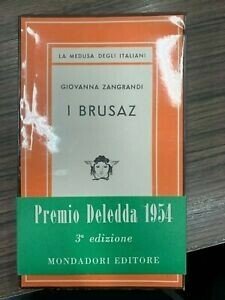 LA MEDUSA DEGLI ITALIANI
GIOVANNA ZANGRANDI
I BRUSAZ
Premio Deledda 1954
3ª edizione
MONDADORI EDITORE